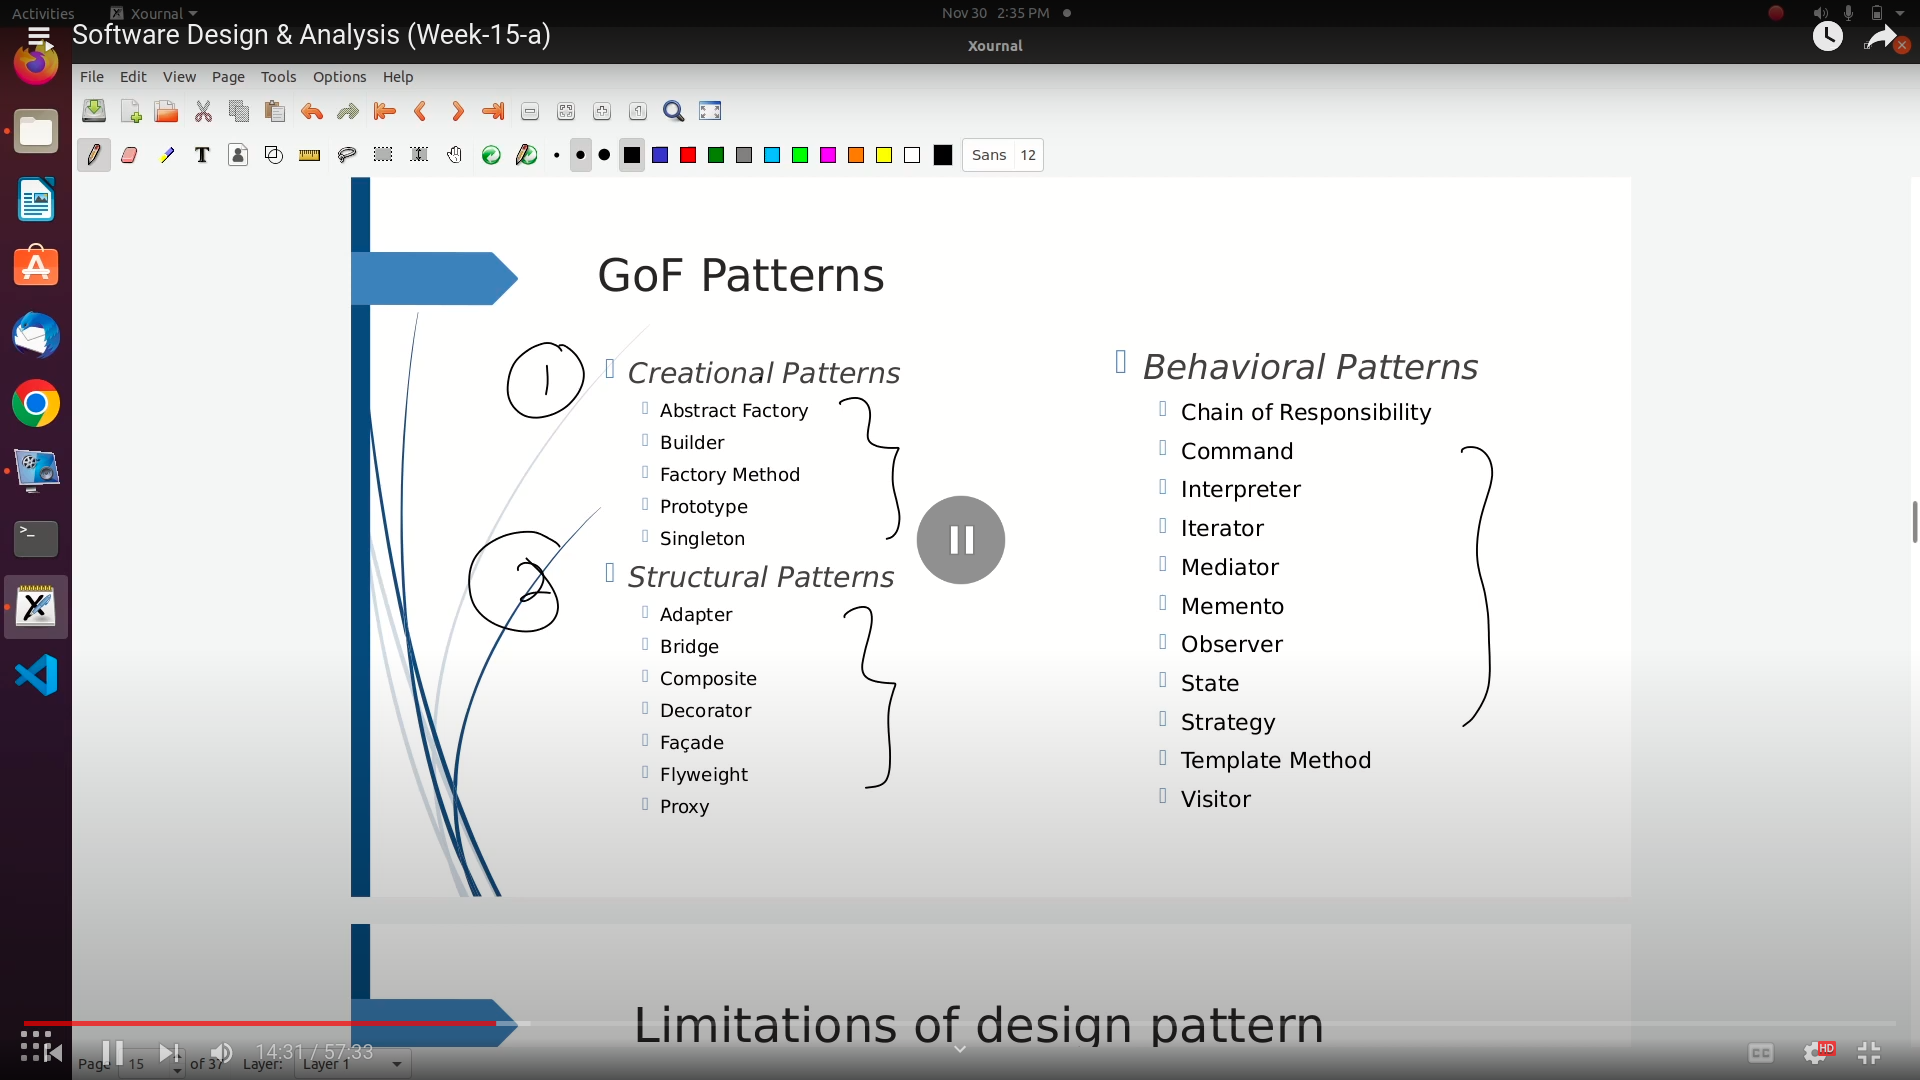 Activities Xournal Nov 30 2:35 PM
Software Design & Analysis (Week-15-a)
Xournal
File Edit View Page Tools Options Help
T Sans 12
GoF Patterns
1
Creational Patterns
Abstract Factory
Builder
Factory Method
Prototype
Singleton
2
Structural Patterns
Adapter
Bridge
Composite
Decorator
Façade
Flyweight
Proxy
Behavioral Patterns
Chain of Responsibility
Command
Interpreter
Iterator
Mediator
Memento
Observer
State
Strategy
Template Method
Visitor
Limitations of design pattern
14:31 / 57:33
CC HD
Page 15 of 37 Layer: Layer 1